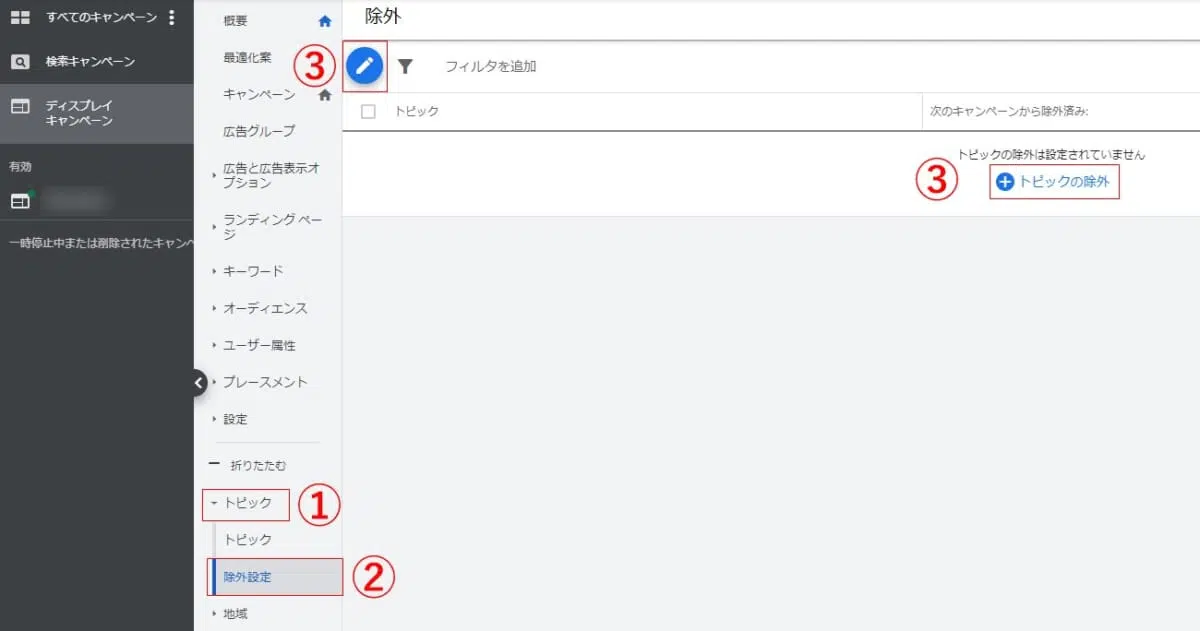 すべてのキャンペーン
検索キャンペーン
ディスプレイ
キャンペーン
有効
一時停止中または削除されたキャンペ
概要
最適化案
キャンペーン
広告グループ
広告と広告表示オ
プション
ランディング ペー
ジ
キーワード
オーディエンス
ユーザー属性
プレースメント
設定
折りたたむ
トピック
①
トピック
除外設定
②
地域
除外
③
フィルタを追加
トピック
次のキャンペーンから除外済み:
トピックの除外は設定されていません
③
トピックの除外